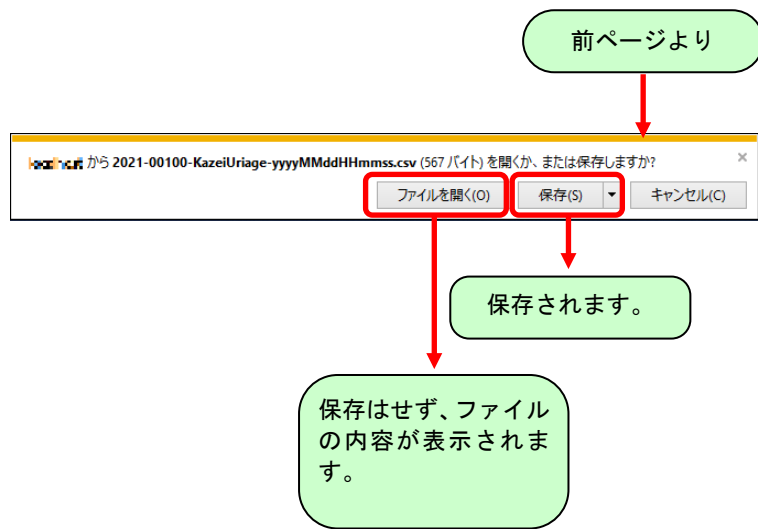 前ページより
から 2021-00100-KazeiUriage-yyyyMMddHHmmss.csv (567 バイト) を開くか、または保存しますか?
×
ファイルを開く(O)
保存(S)
キャンセル(C)
保存されます。
保存はせず、ファイル
の内容が表示されま
す。